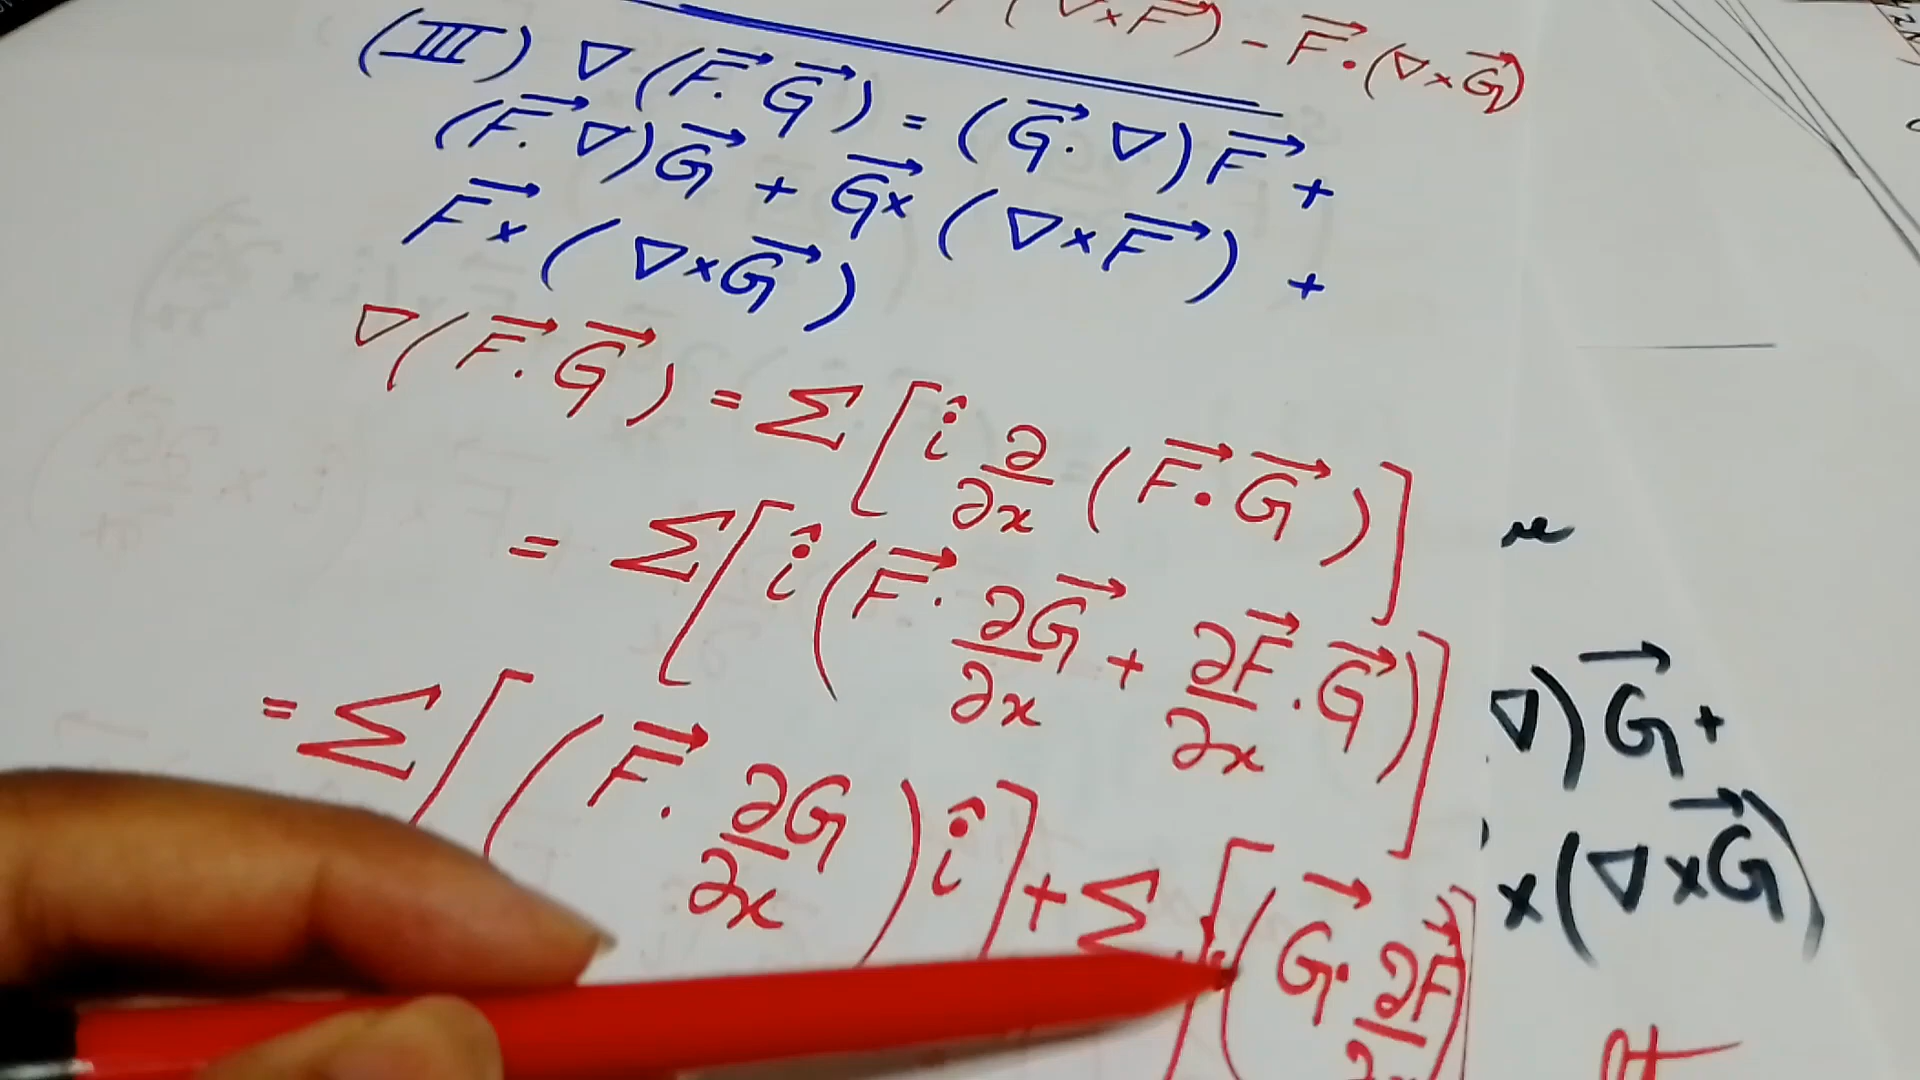 (∇×F⃗) - F⃗.(∇×G⃗)
(III) ∇(F⃗. G⃗) = (G⃗. ∇)F⃗ +
(F⃗. ∇)G⃗ + G⃗× (∇×F⃗) +
F⃗× (∇×G⃗)
∇(F⃗. G⃗) = Σ[î ∂/∂x (F⃗. G⃗)]
= Σ[î (F⃗. ∂G⃗/∂x + ∂F⃗/∂x . G⃗)]
= Σ[(F⃗. ∂G/∂x) î] + Σ[(G⃗. ∂F⃗
∇)G⃗ +
×(∇×G⃗)